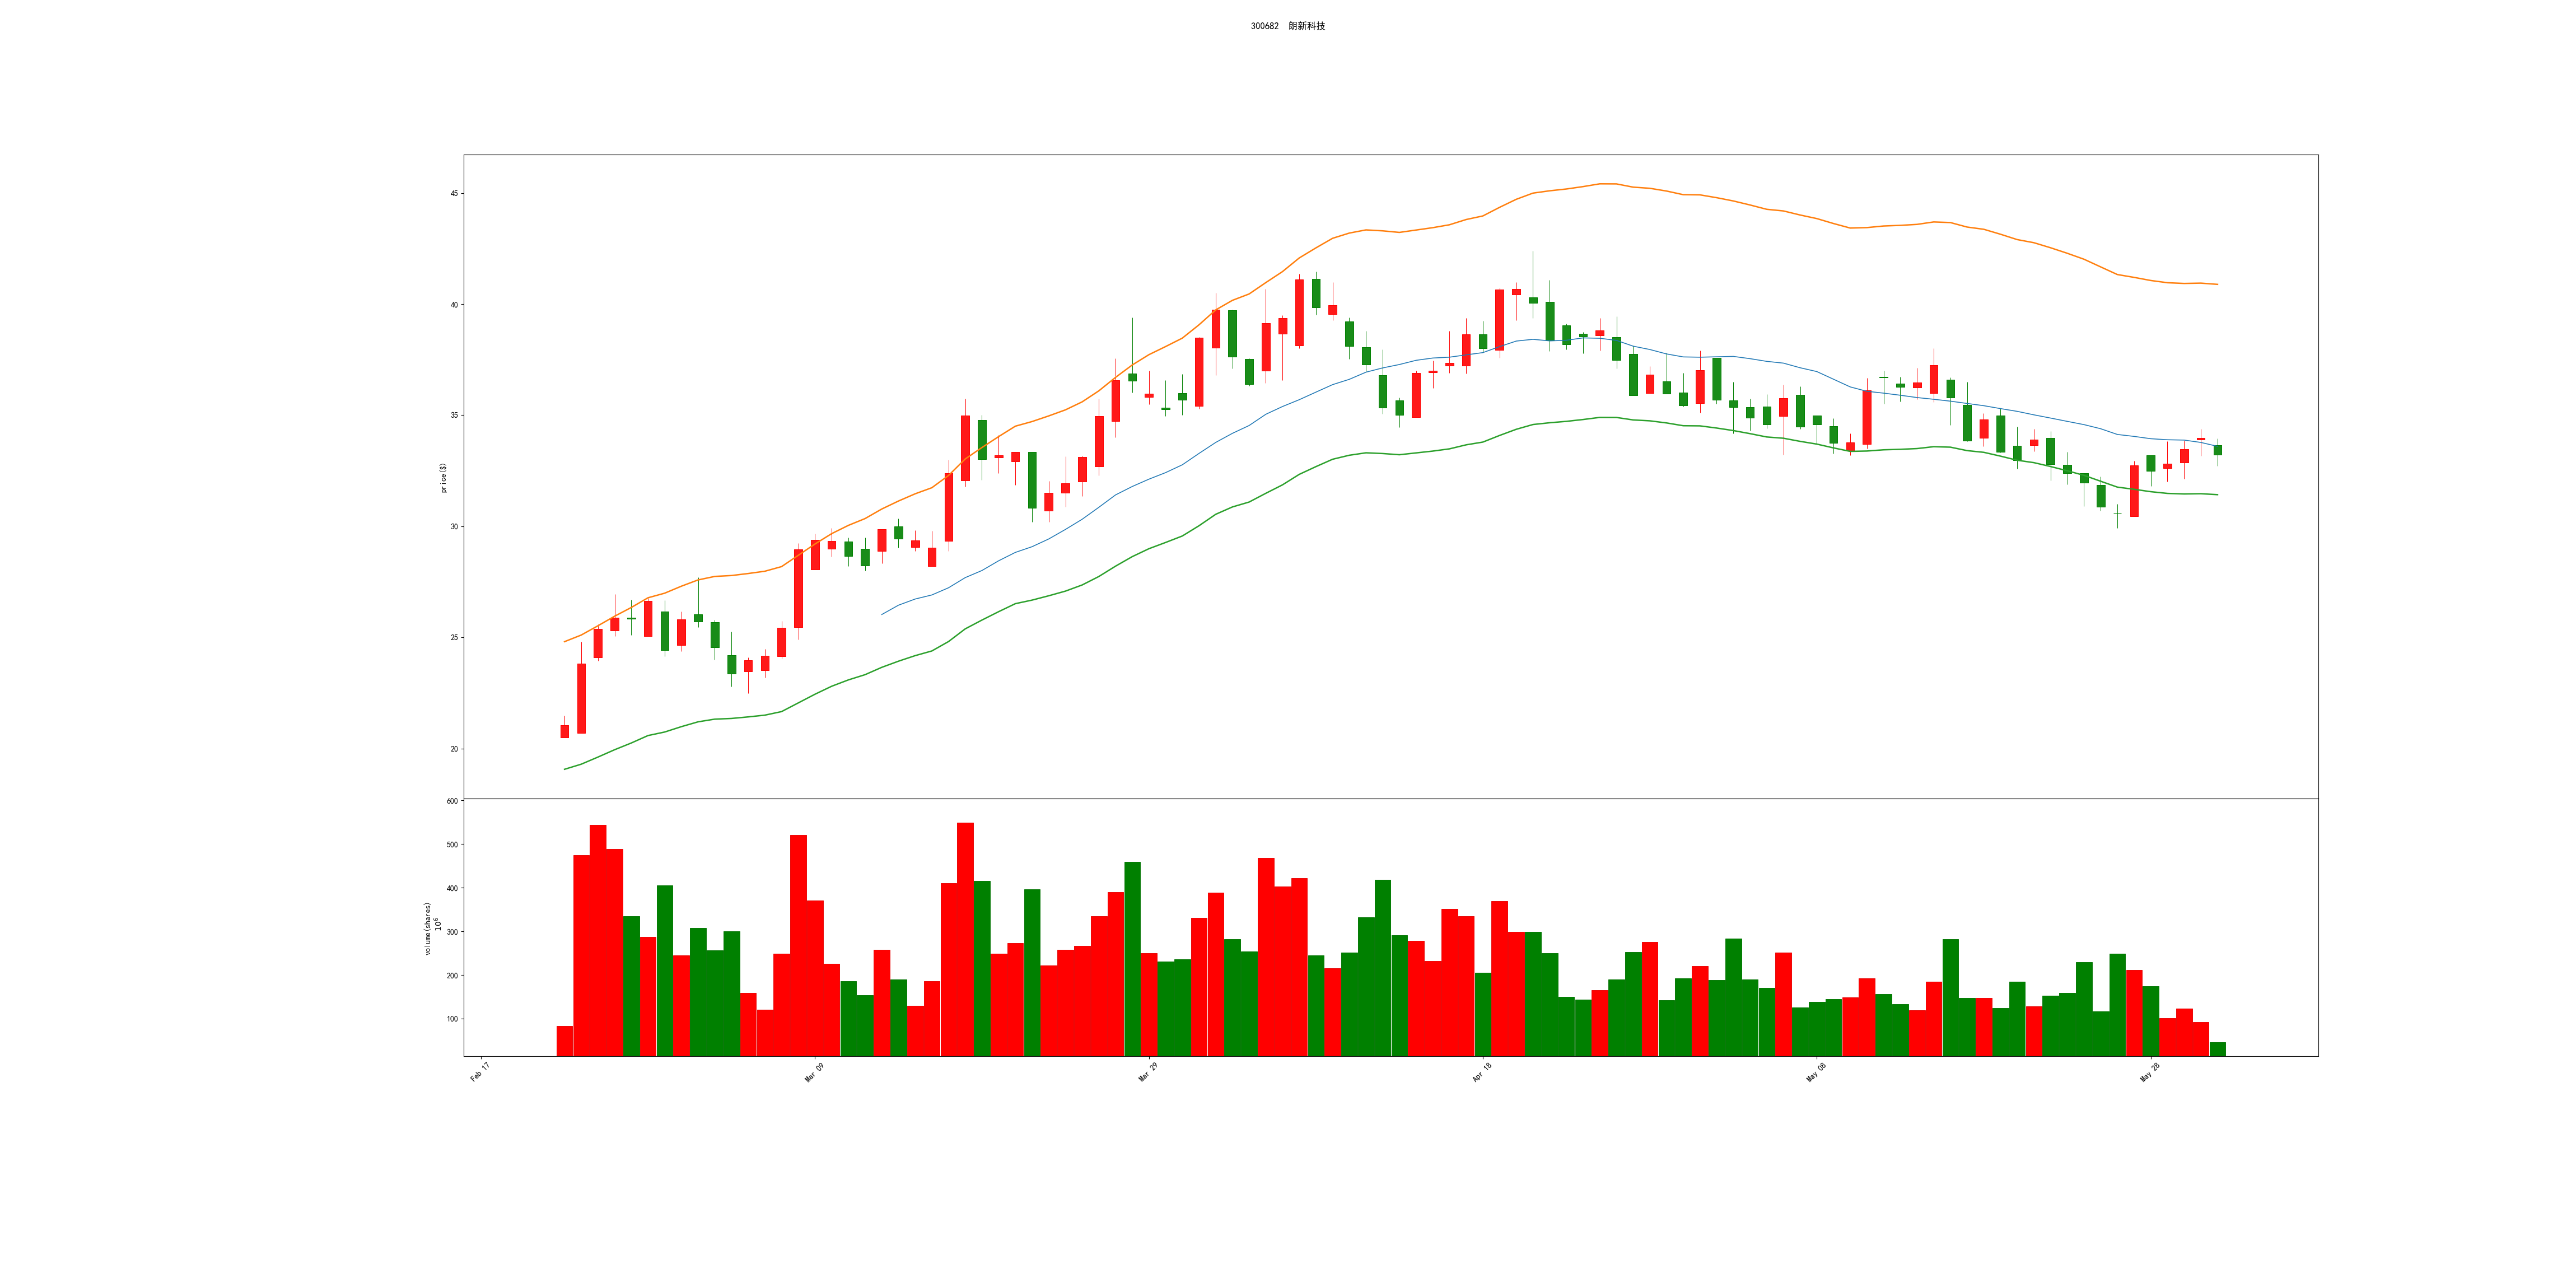 300682 朗新科技
45
40
35
30
25
20
price($)
600
500
400
300
200
100
volume(shares)
10^6
Feb 17
Mar 09
Mar 29
Apr 18
May 08
May 28